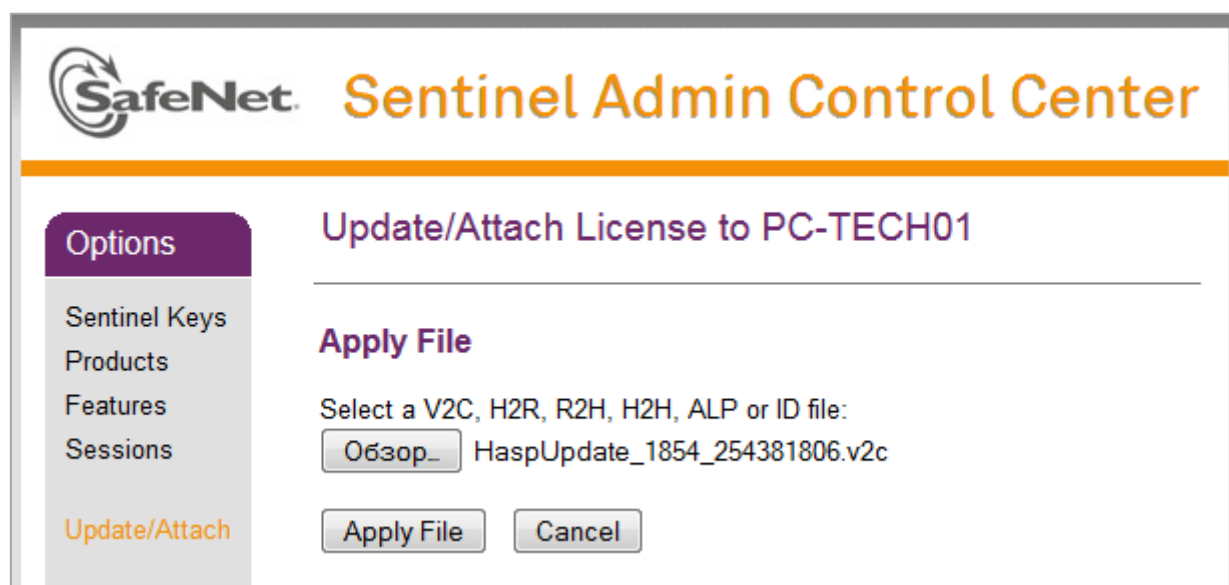 SafeNet. Sentinel Admin Control Center
Options
Sentinel Keys
Products
Features
Sessions
Update/Attach
Update/Attach License to PC-TECH01
Apply File
Select a V2C, H2R, R2H, H2H, ALP or ID file:
Обзор... HaspUpdate_1854_254381806.v2c
Apply File Cancel